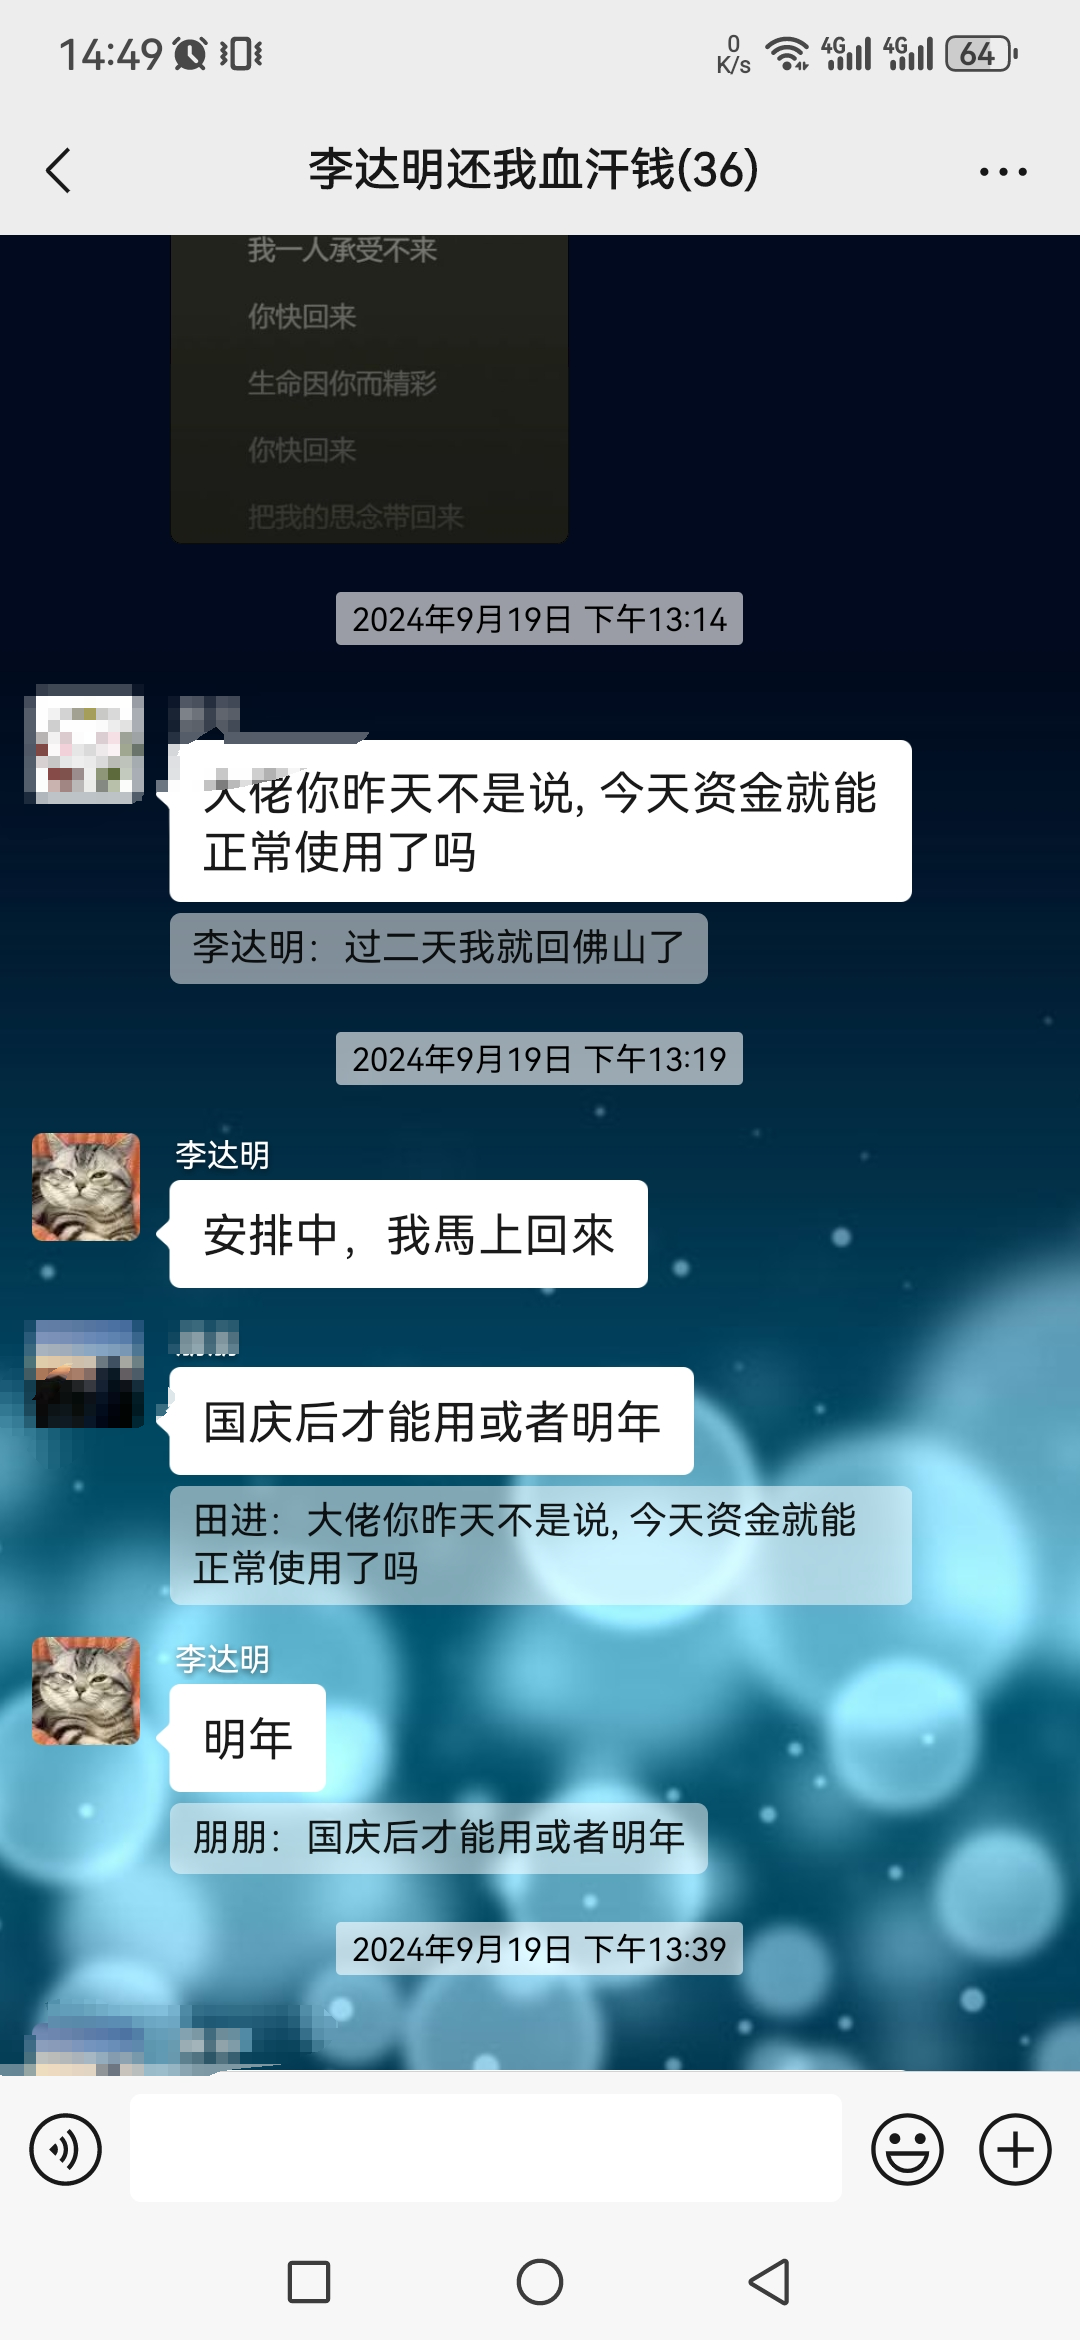 14:49
0
K/s
4G
4G
64
李达明还我血汗钱(36)
我一人承受不来
你快回来
生命因你而精彩
你快回来
把我的思念带回来
2024年9月19日 下午13:14
大佬你昨天不是说, 今天资金就能
正常使用了吗
李达明：过二天我就回佛山了
2024年9月19日 下午13:19
李达明
安排中，我馬上回來
国庆后才能用或者明年
田进：大佬你昨天不是说, 今天资金就能
正常使用了吗
李达明
明年
朋朋：国庆后才能用或者明年
2024年9月19日 下午13:39